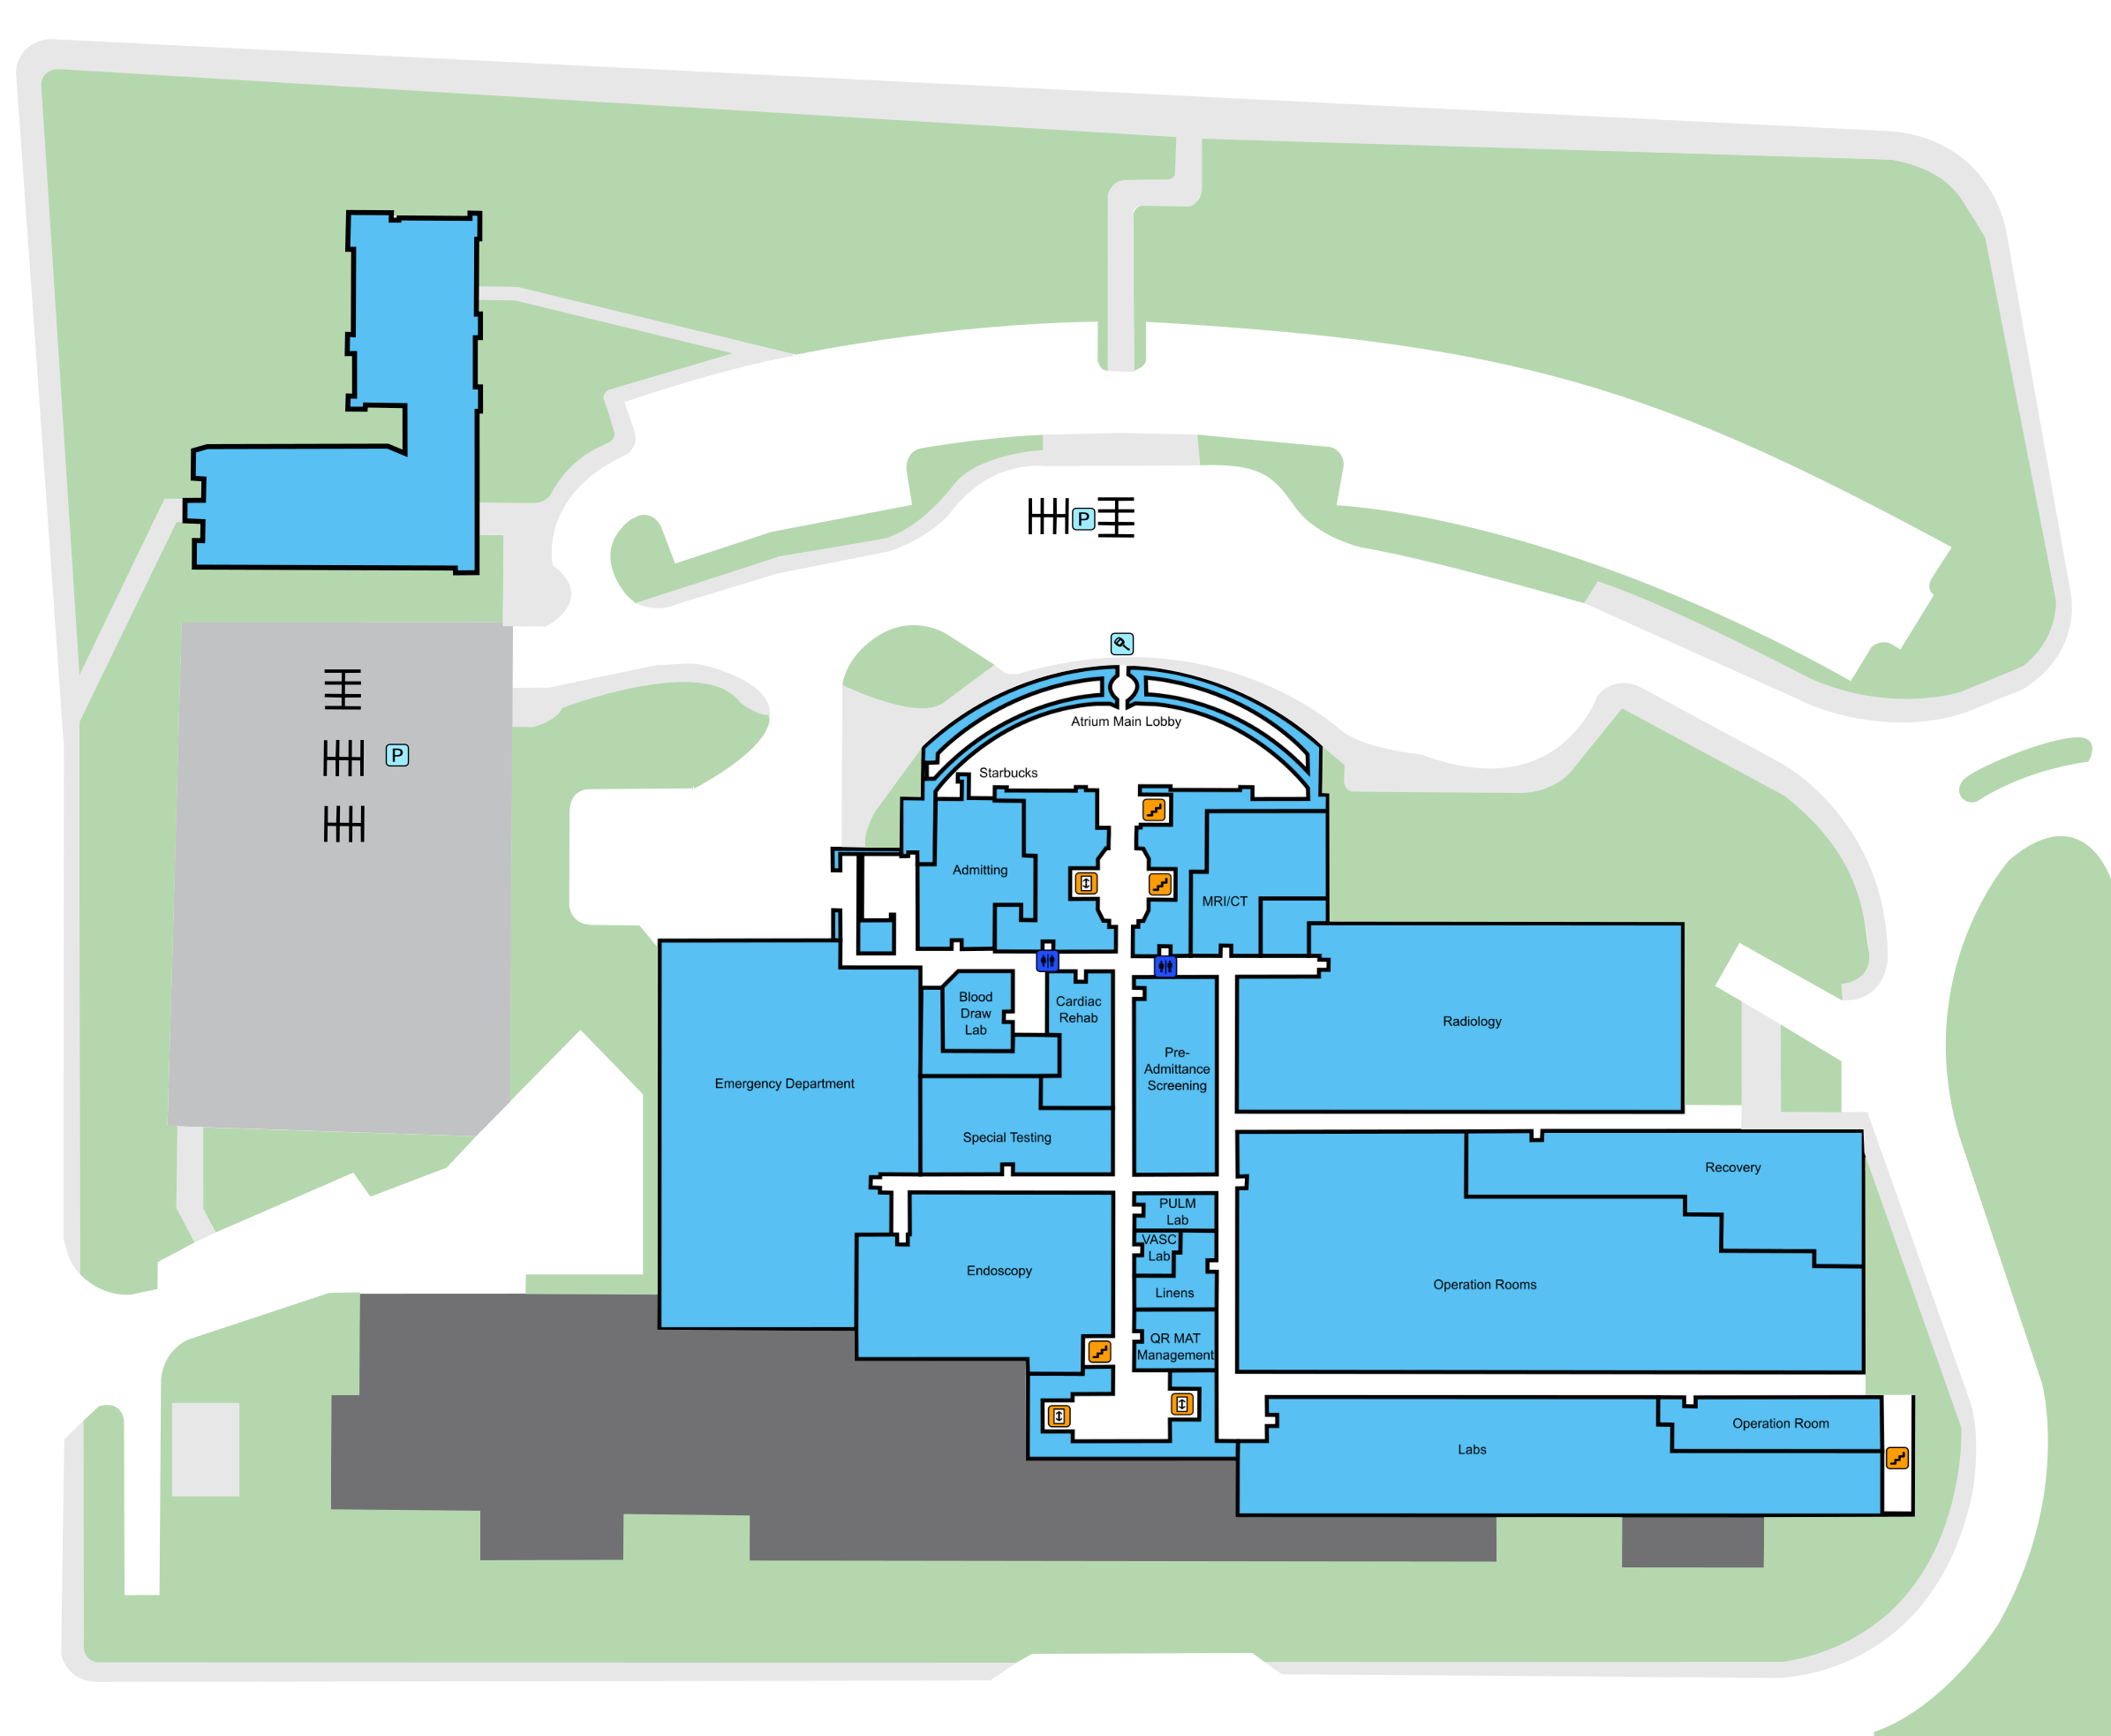 P
Atrium Main Lobby
Starbucks
P
Admitting
MRI/CT
Blood
Draw
Lab
Cardiac
Rehab
Radiology
Pre-
Admittance
Screening
Emergency Department
Special Testing
Recovery
PULM
Lab
VASC
Lab
Endoscopy
Operation Rooms
Linens
QR MAT
Management
Operation Room
Labs